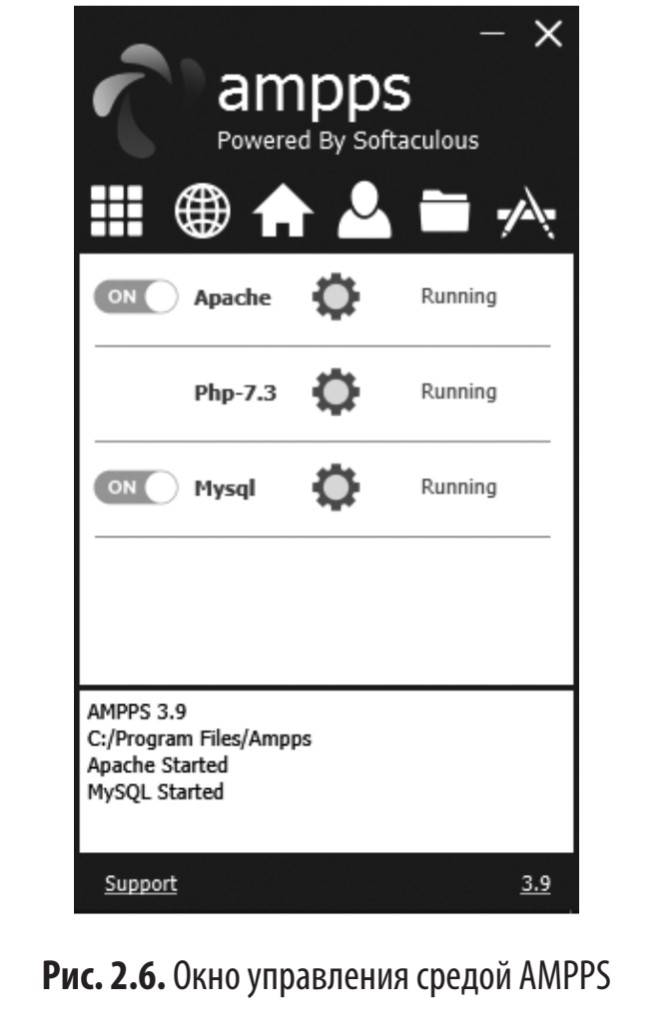 ampps
Powered By Softaculous
ON Apache Running
Php-7.3 Running
ON Mysql Running
AMPPS 3.9
C:/Program Files/Ampps
Apache Started
MySQL Started
Support 3.9
Рис. 2.6. Окно управления средой AMPPS